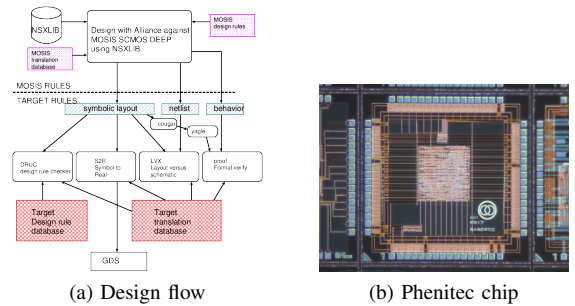 NSXLIB
Design with Alliance against
MOSIS SCMOS DEEP
using NSXLIB.
MOSIS
design rules
MOSIS
translation
database
MOSIS RULES
TARGET RULES
symbolic layout
netlist
behavior
cougar
yagle
DRUC
design rule checker
S2R
Symbol to
Real
LVX
Layout versus
schematic
proof
Formal verify
Target
Design rule
database
Target
translation
database
GDS
(a) Design flow
(b) Phenitec chip